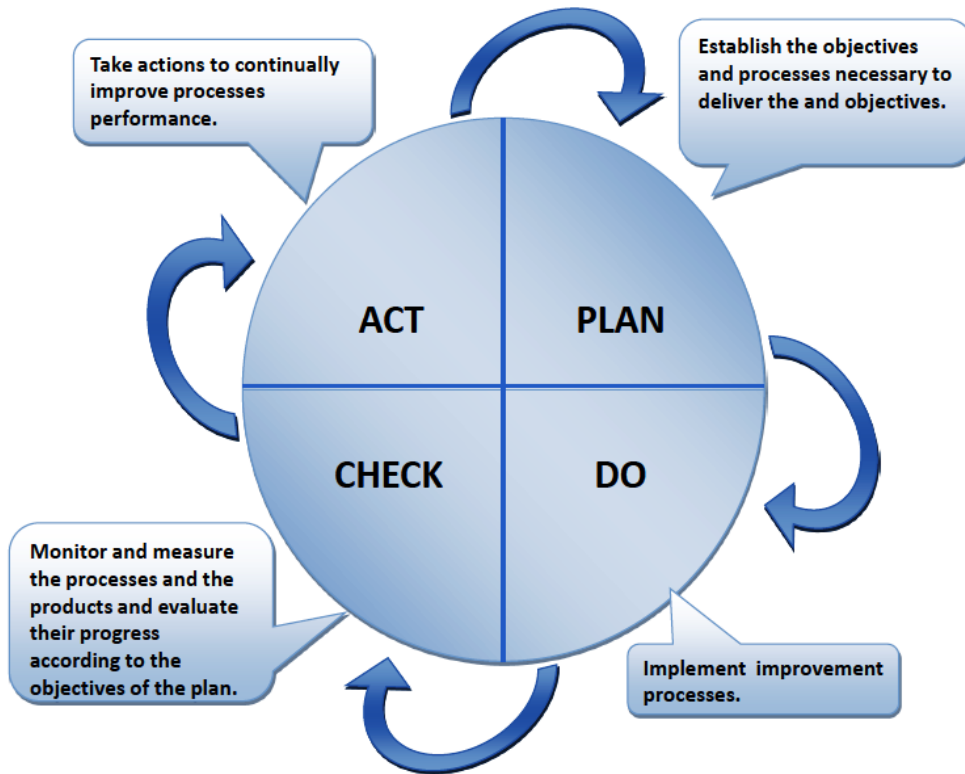 Take actions to continually
improve processes
performance.
Establish the objectives
and processes necessary to
deliver the and objectives.
ACT
PLAN
CHECK
DO
Monitor and measure
the processes and the
products and evaluate
their progress
according to the
objectives of the plan.
Implement improvement
processes.